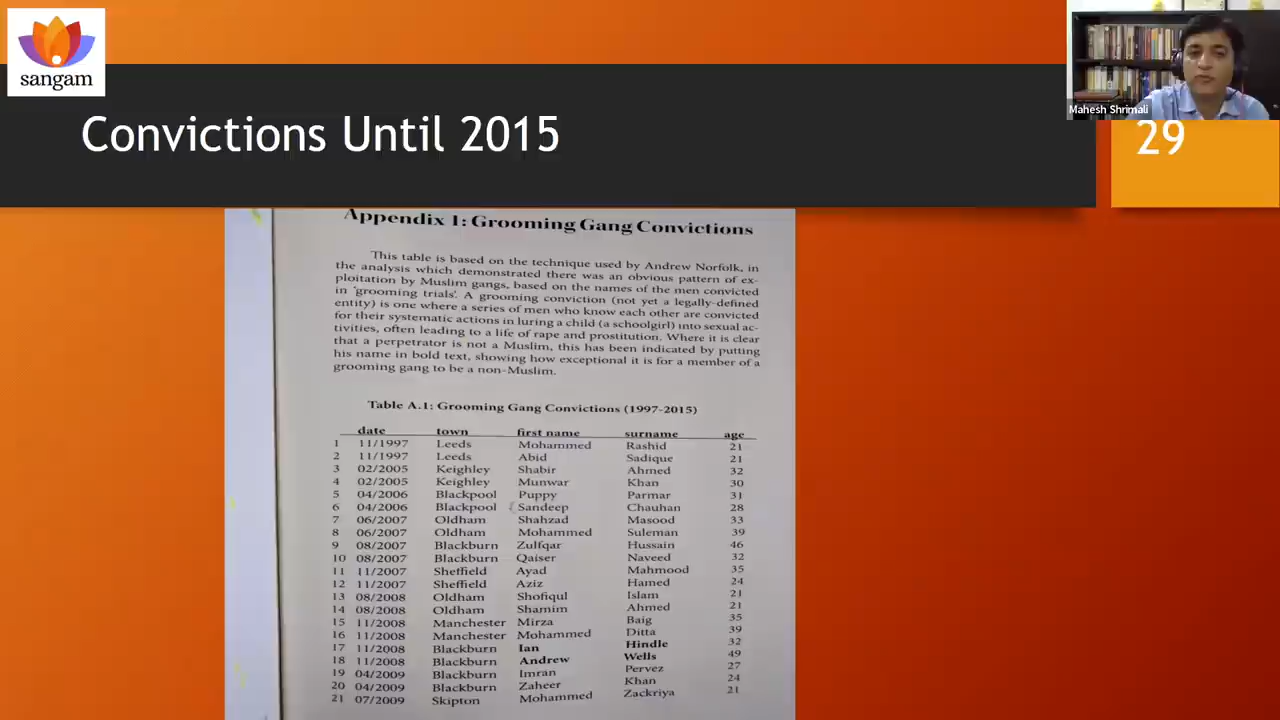 sangam
Mahesh Shrimali
Convictions Until 2015
29
Appendix 1: Grooming Gang Convictions
This table is based on the technique used by Andrew Norfolk, in
the analysis which demonstrated there was an obvious pattern of ex-
ploitation by Muslim gangs, based on the names of the men convicted
in 'grooming trials'. A grooming conviction (not yet a legally-defined
entity) is one where a series of men who know each other are convicted
for their systematic actions in luring a child (a schoolgirl) into sexual ac-
tivities, often leading to a life of rape and prostitution. Where it is clear
that a perpetrator is not a Muslim, this has been indicated by putting
his name in bold text, showing how exceptional it is for a member of a
grooming gang to be a non-Muslim.
Table A.1: Grooming Gang Convictions (1997-2015)
date town first name surname age
1 11/1997 Leeds Mohammed Rashid 21
2 11/1997 Leeds Abid Sadique 21
3 02/2005 Keighley Shabir Ahmed 32
4 02/2005 Keighley Munwar Khan 30
5 04/2006 Blackpool Puppy Parmar 31
6 04/2006 Blackpool Sandeep Chauhan 28
7 06/2007 Oldham Shahzad Masood 33
8 06/2007 Oldham Mohammed Suleman 39
9 08/2007 Blackburn Zulfqar Hussain 46
10 08/2007 Blackburn Qaiser Naveed 32
11 11/2007 Sheffield Ayad Mahmood 35
12 11/2007 Sheffield Aziz Hamed 24
13 08/2008 Oldham Shofiqul Islam 21
14 08/2008 Oldham Shamim Ahmed 21
15 11/2008 Manchester Mirza Baig 35
16 11/2008 Manchester Mohammed Ditta 39
17 11/2008 Blackburn Ian Hindle 32
18 11/2008 Blackburn Andrew Wells 49
19 04/2009 Blackburn Imran Pervez 27
20 04/2009 Blackburn Zaheer Khan 24
21 07/2009 Skipton Mohammed Zackriya 21